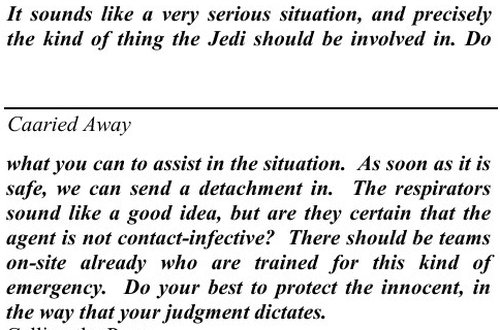 It sounds like a very serious situation, and precisely
the kind of thing the Jedi should be involved in. Do
Caaried Away
what you can to assist in the situation. As soon as it is
safe, we can send a detachment in. The respirators
sound like a good idea, but are they certain that the
agent is not contact-infective? There should be teams
on-site already who are trained for this kind of
emergency. Do your best to protect the innocent, in
the way that your judgment dictates.